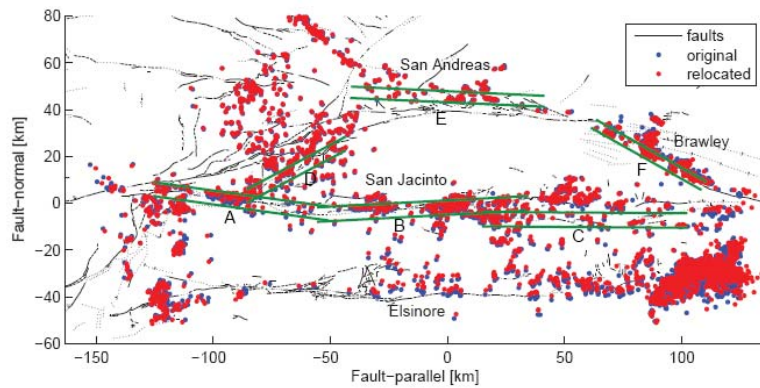 80
60
40
20
0
−20
−40
−60
Fault−normal [km]
San Andreas
faults
original
relocated
E
Brawley
D
San Jacinto
F
A
B
C
Elsinore
−150
−100
−50
0
50
100
Fault−parallel [km]